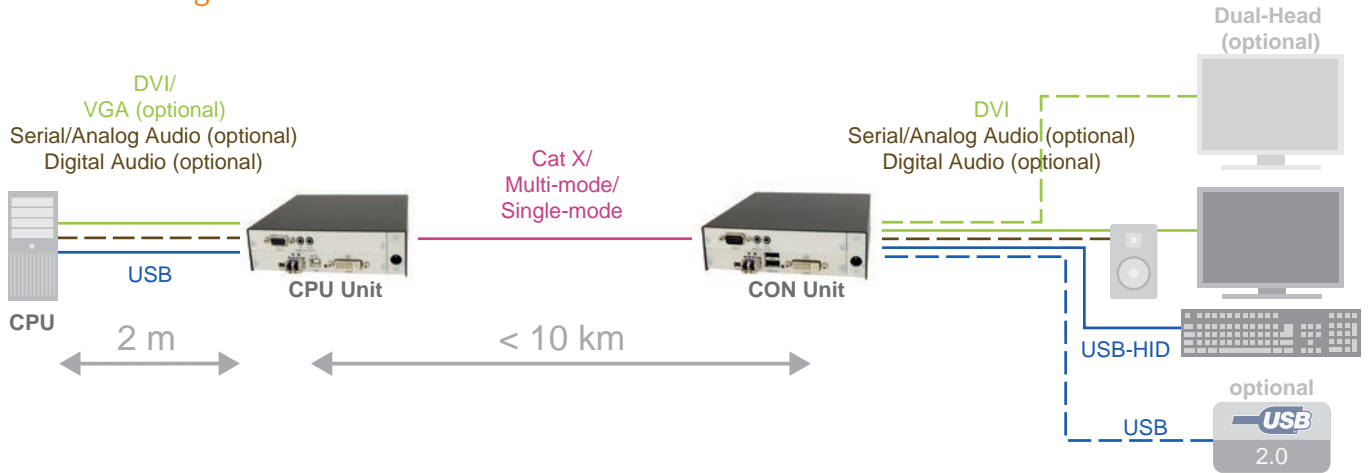 Dual-Head
(optional)
DVI/
VGA (optional)
Serial/Analog Audio (optional)
Digital Audio (optional)
DVI
Serial/Analog Audio (optional)
Digital Audio (optional)
Cat X/
Multi-mode/
Single-mode
USB
CPU Unit
CON Unit
CPU
2 m
< 10 km
USB-HID
optional
USB
USB
2.0